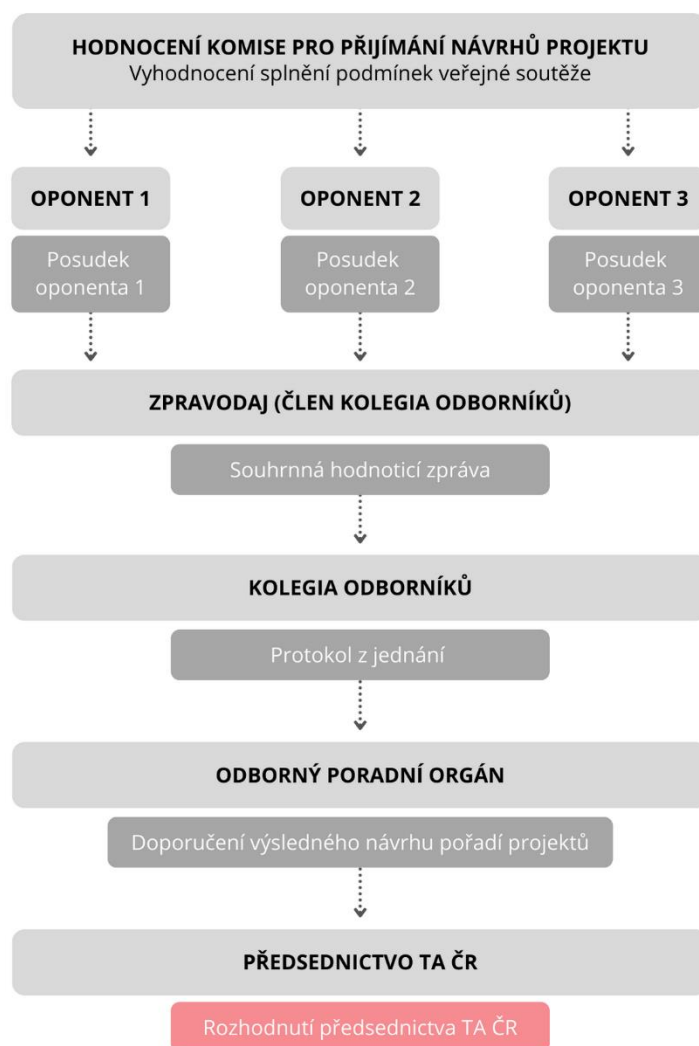 HODNOCENÍ KOMISE PRO PŘIJÍMÁNÍ NÁVRHŮ PROJEKTU
Vyhodnocení splnění podmínek veřejné soutěže
OPONENT 1
OPONENT 2
OPONENT 3
Posudek
oponenta 1
Posudek
oponenta 2
Posudek
oponenta 3
ZPRAVODAJ (ČLEN KOLEGIA ODBORNÍKŮ)
Souhrnná hodnoticí zpráva
KOLEGIA ODBORNÍKŮ
Protokol z jednání
ODBORNÝ PORADNÍ ORGÁN
Doporučení výsledného návrhu pořadí projektů
PŘEDSEDNICTVO TA ČR
Rozhodnutí předsednictva TA ČR